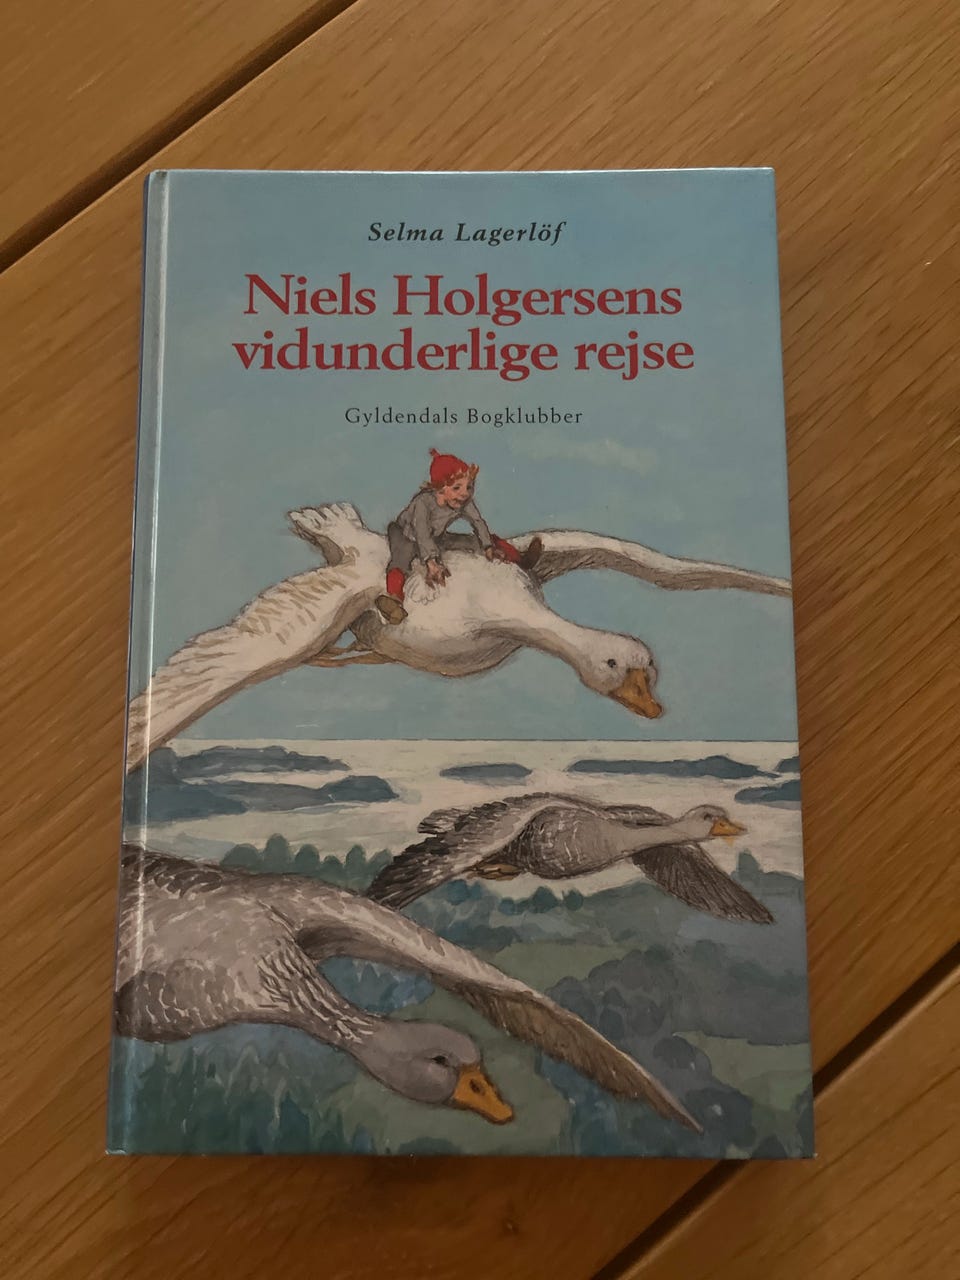 Selma Lagerlöf
Niels Holgersens
vidunderlige rejse
Gyldendals Bogklubber